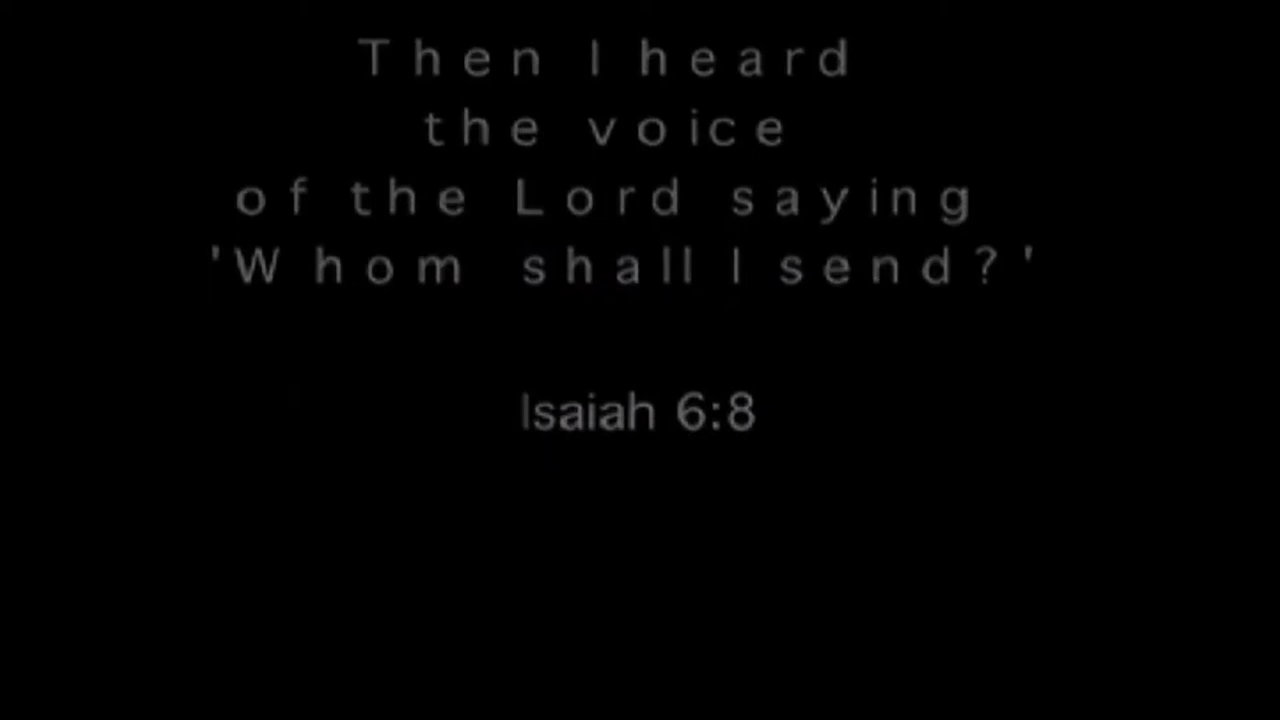 Then I heard
the voice
of the Lord saying
'Whom shall I send?'
Isaiah 6:8